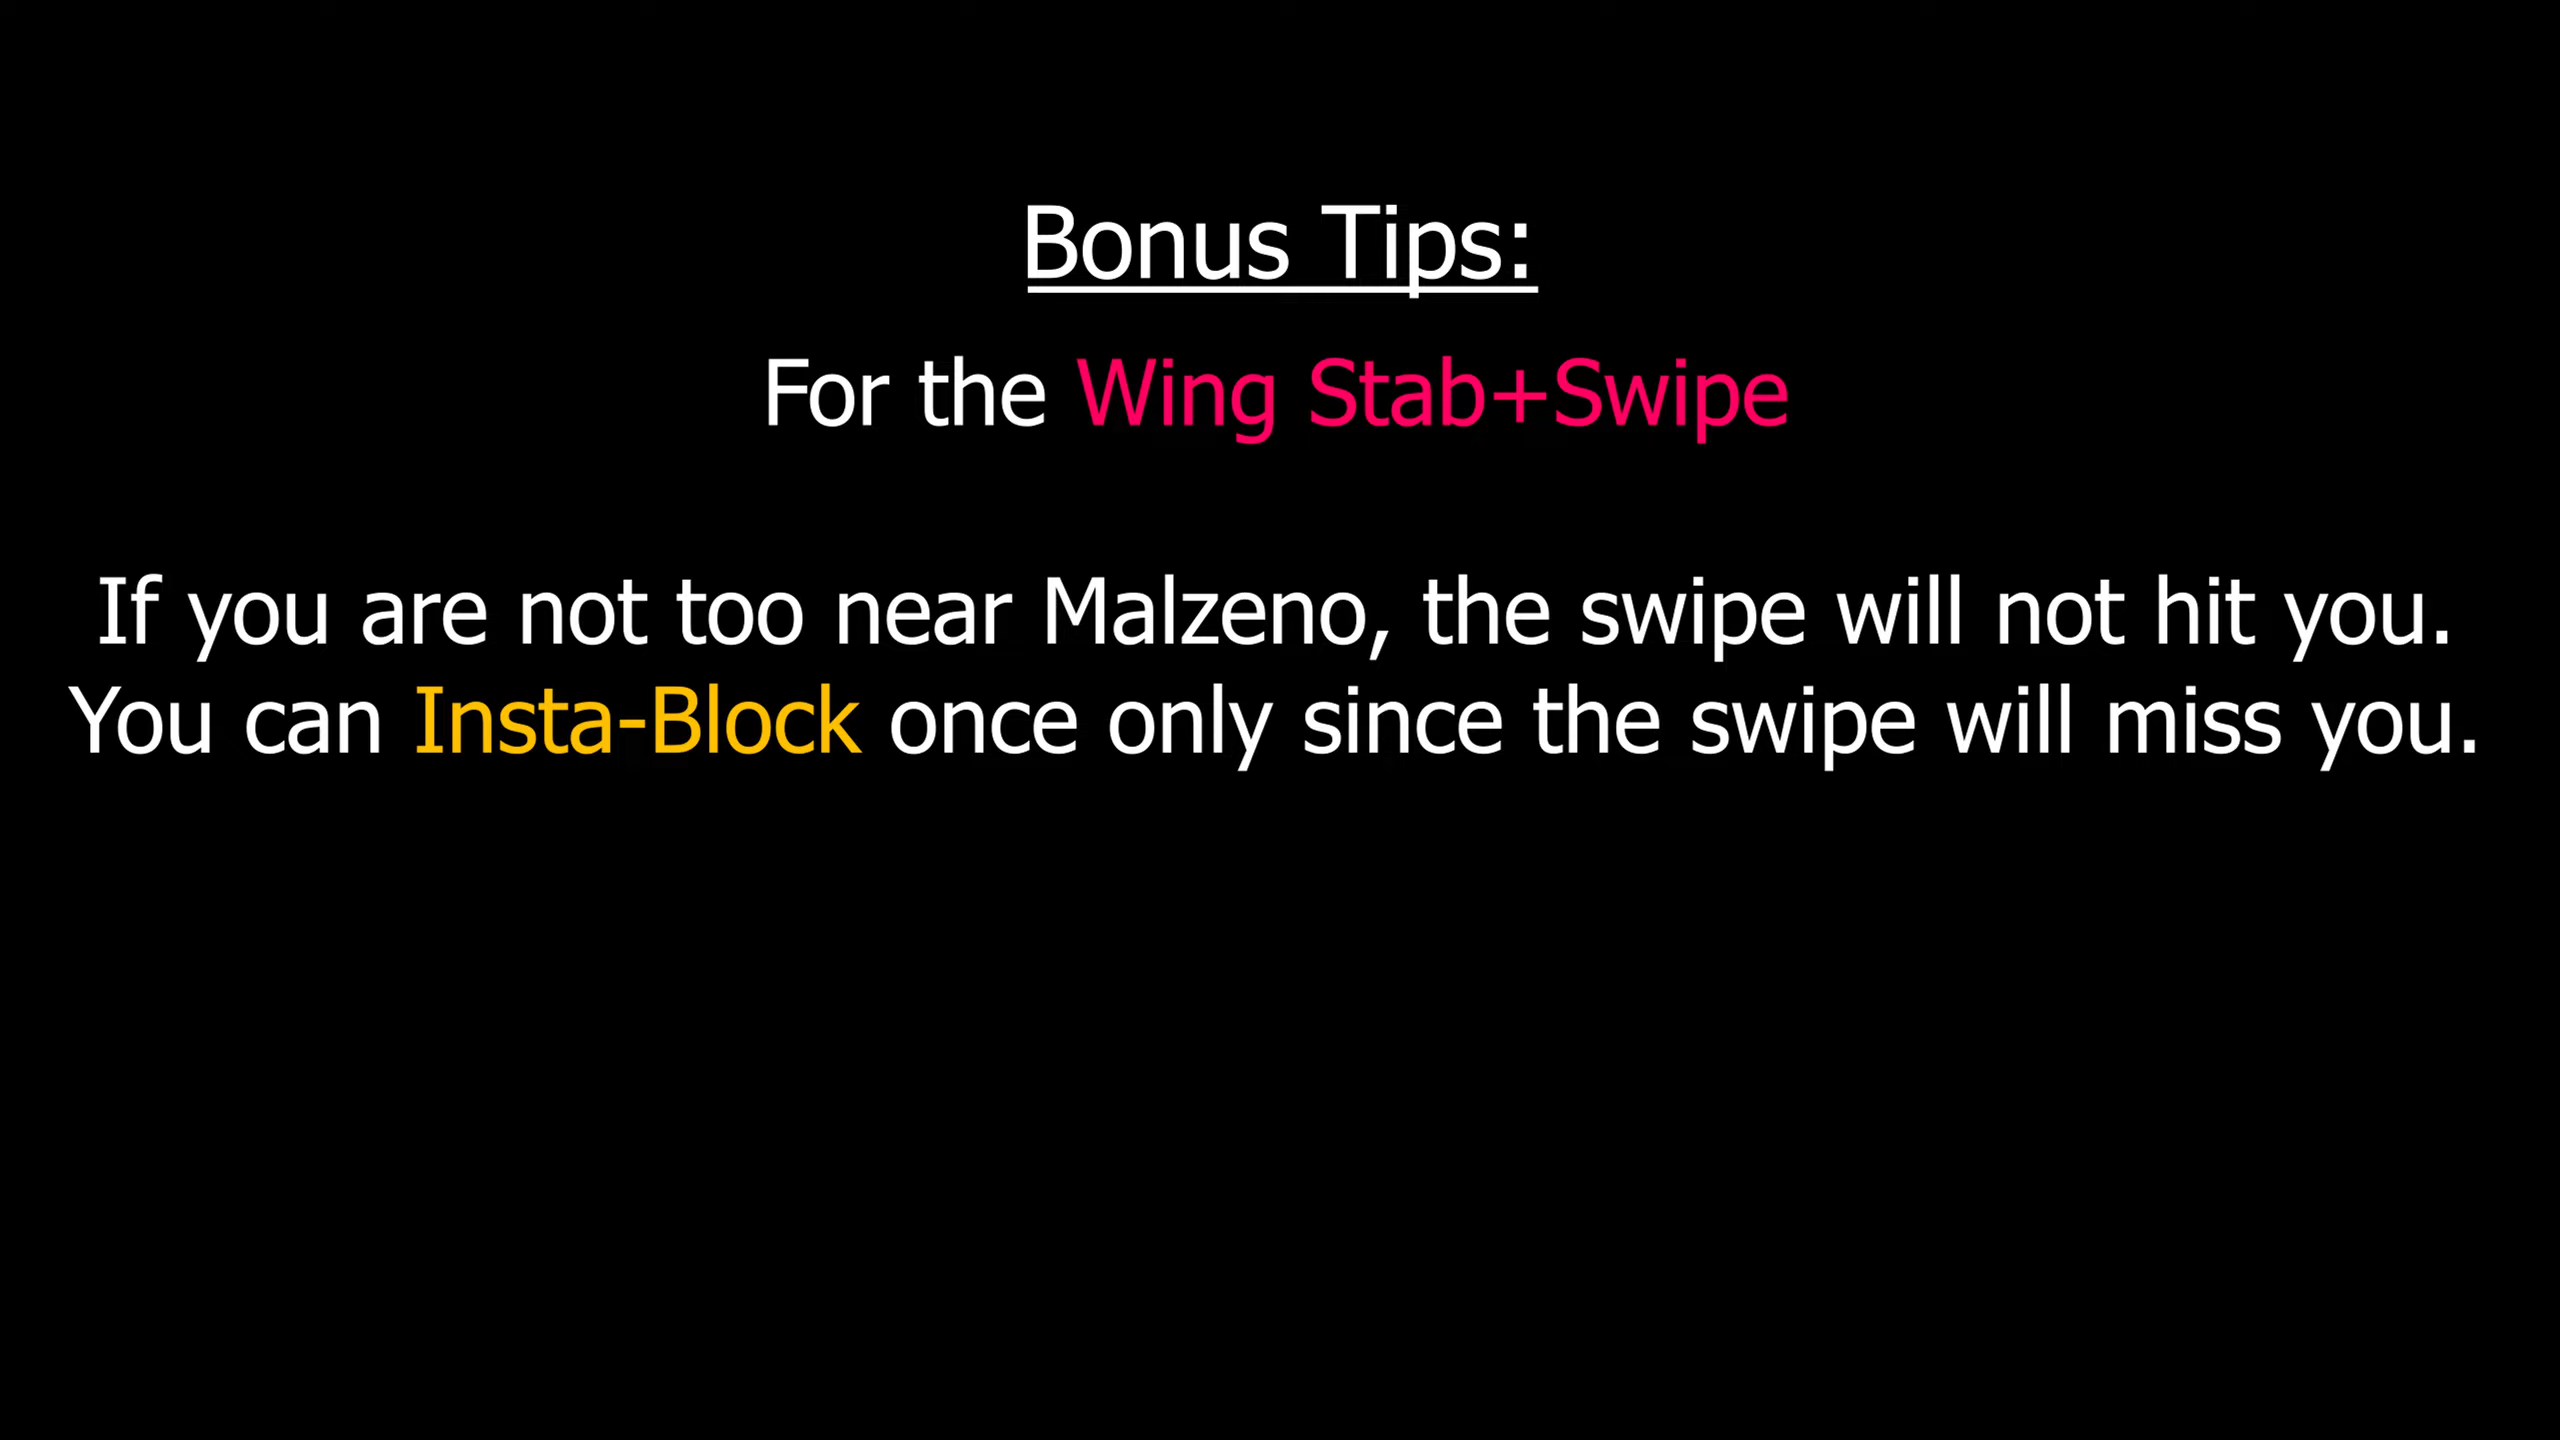 Bonus Tips:
For the Wing Stab+Swipe
If you are not too near Malzeno, the swipe will not hit you.
You can Insta-Block once only since the swipe will miss you.